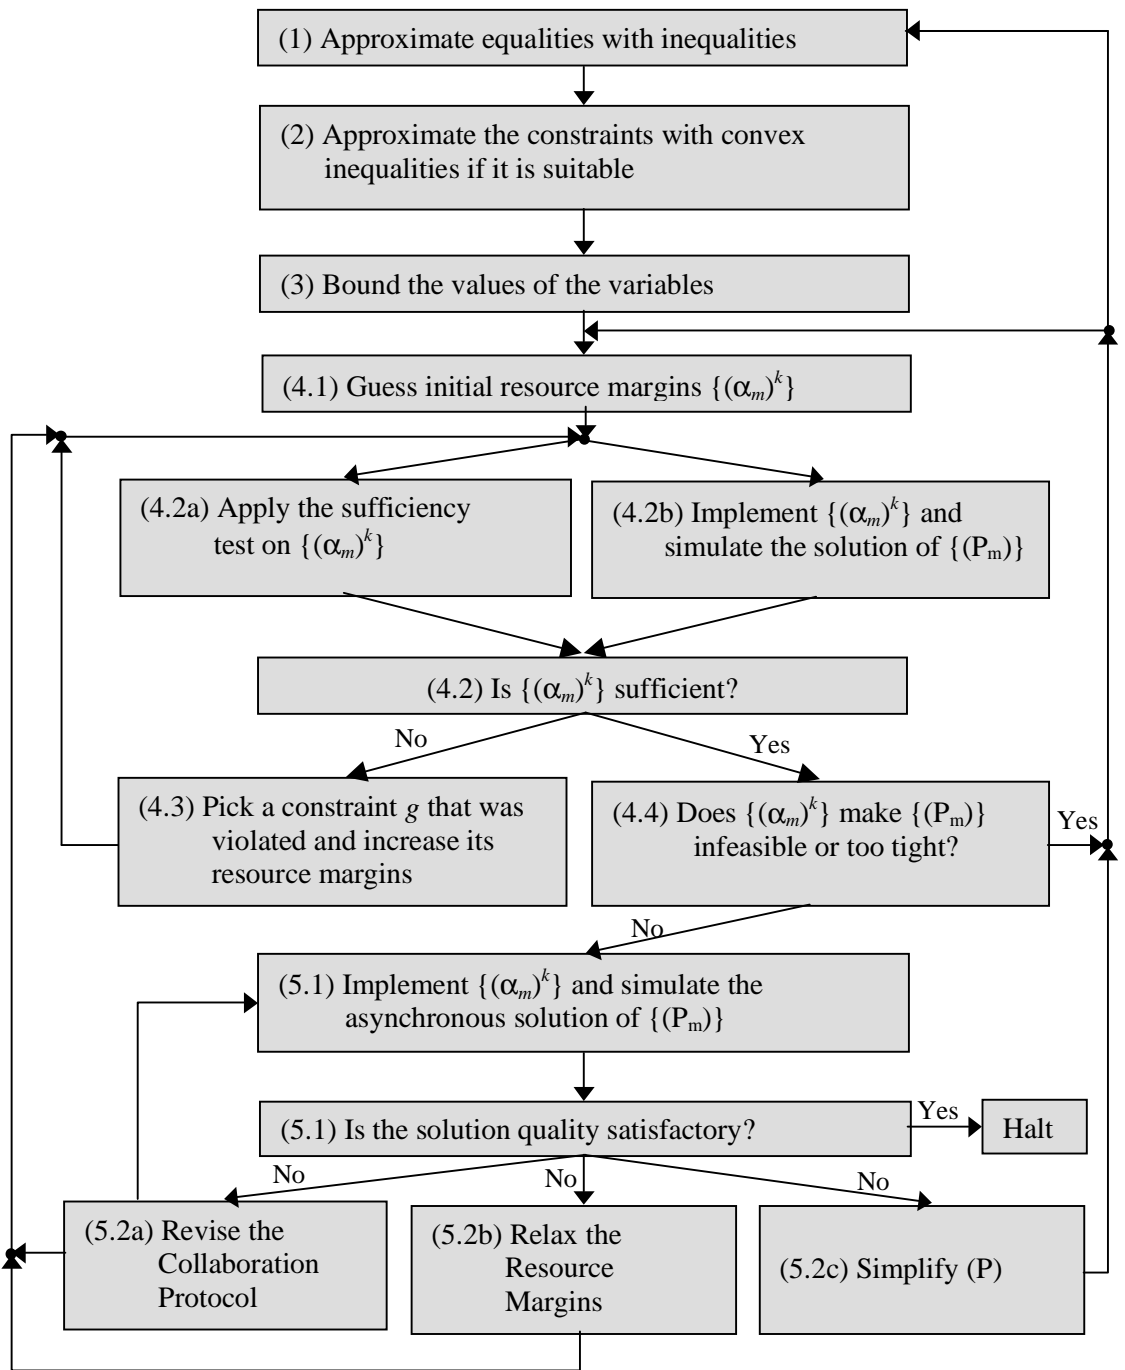 (1) Approximate equalities with inequalities
(2) Approximate the constraints with convex
inequalities if it is suitable
(3) Bound the values of the variables
(4.1) Guess initial resource margins {(αₘ)ᵏ}
(4.2a) Apply the sufficiency
test on {(αₘ)ᵏ}
(4.2b) Implement {(αₘ)ᵏ} and
simulate the solution of {(Pₘ)}
(4.2) Is {(αₘ)ᵏ} sufficient?
No
Yes
(4.3) Pick a constraint g that was
violated and increase its
resource margins
(4.4) Does {(αₘ)ᵏ} make {(Pₘ)}
infeasible or too tight?
Yes
No
(5.1) Implement {(αₘ)ᵏ} and simulate the
asynchronous solution of {(Pₘ)}
(5.1) Is the solution quality satisfactory?
Yes
Halt
No
No
No
(5.2a) Revise the
Collaboration
Protocol
(5.2b) Relax the
Resource
Margins
(5.2c) Simplify (P)